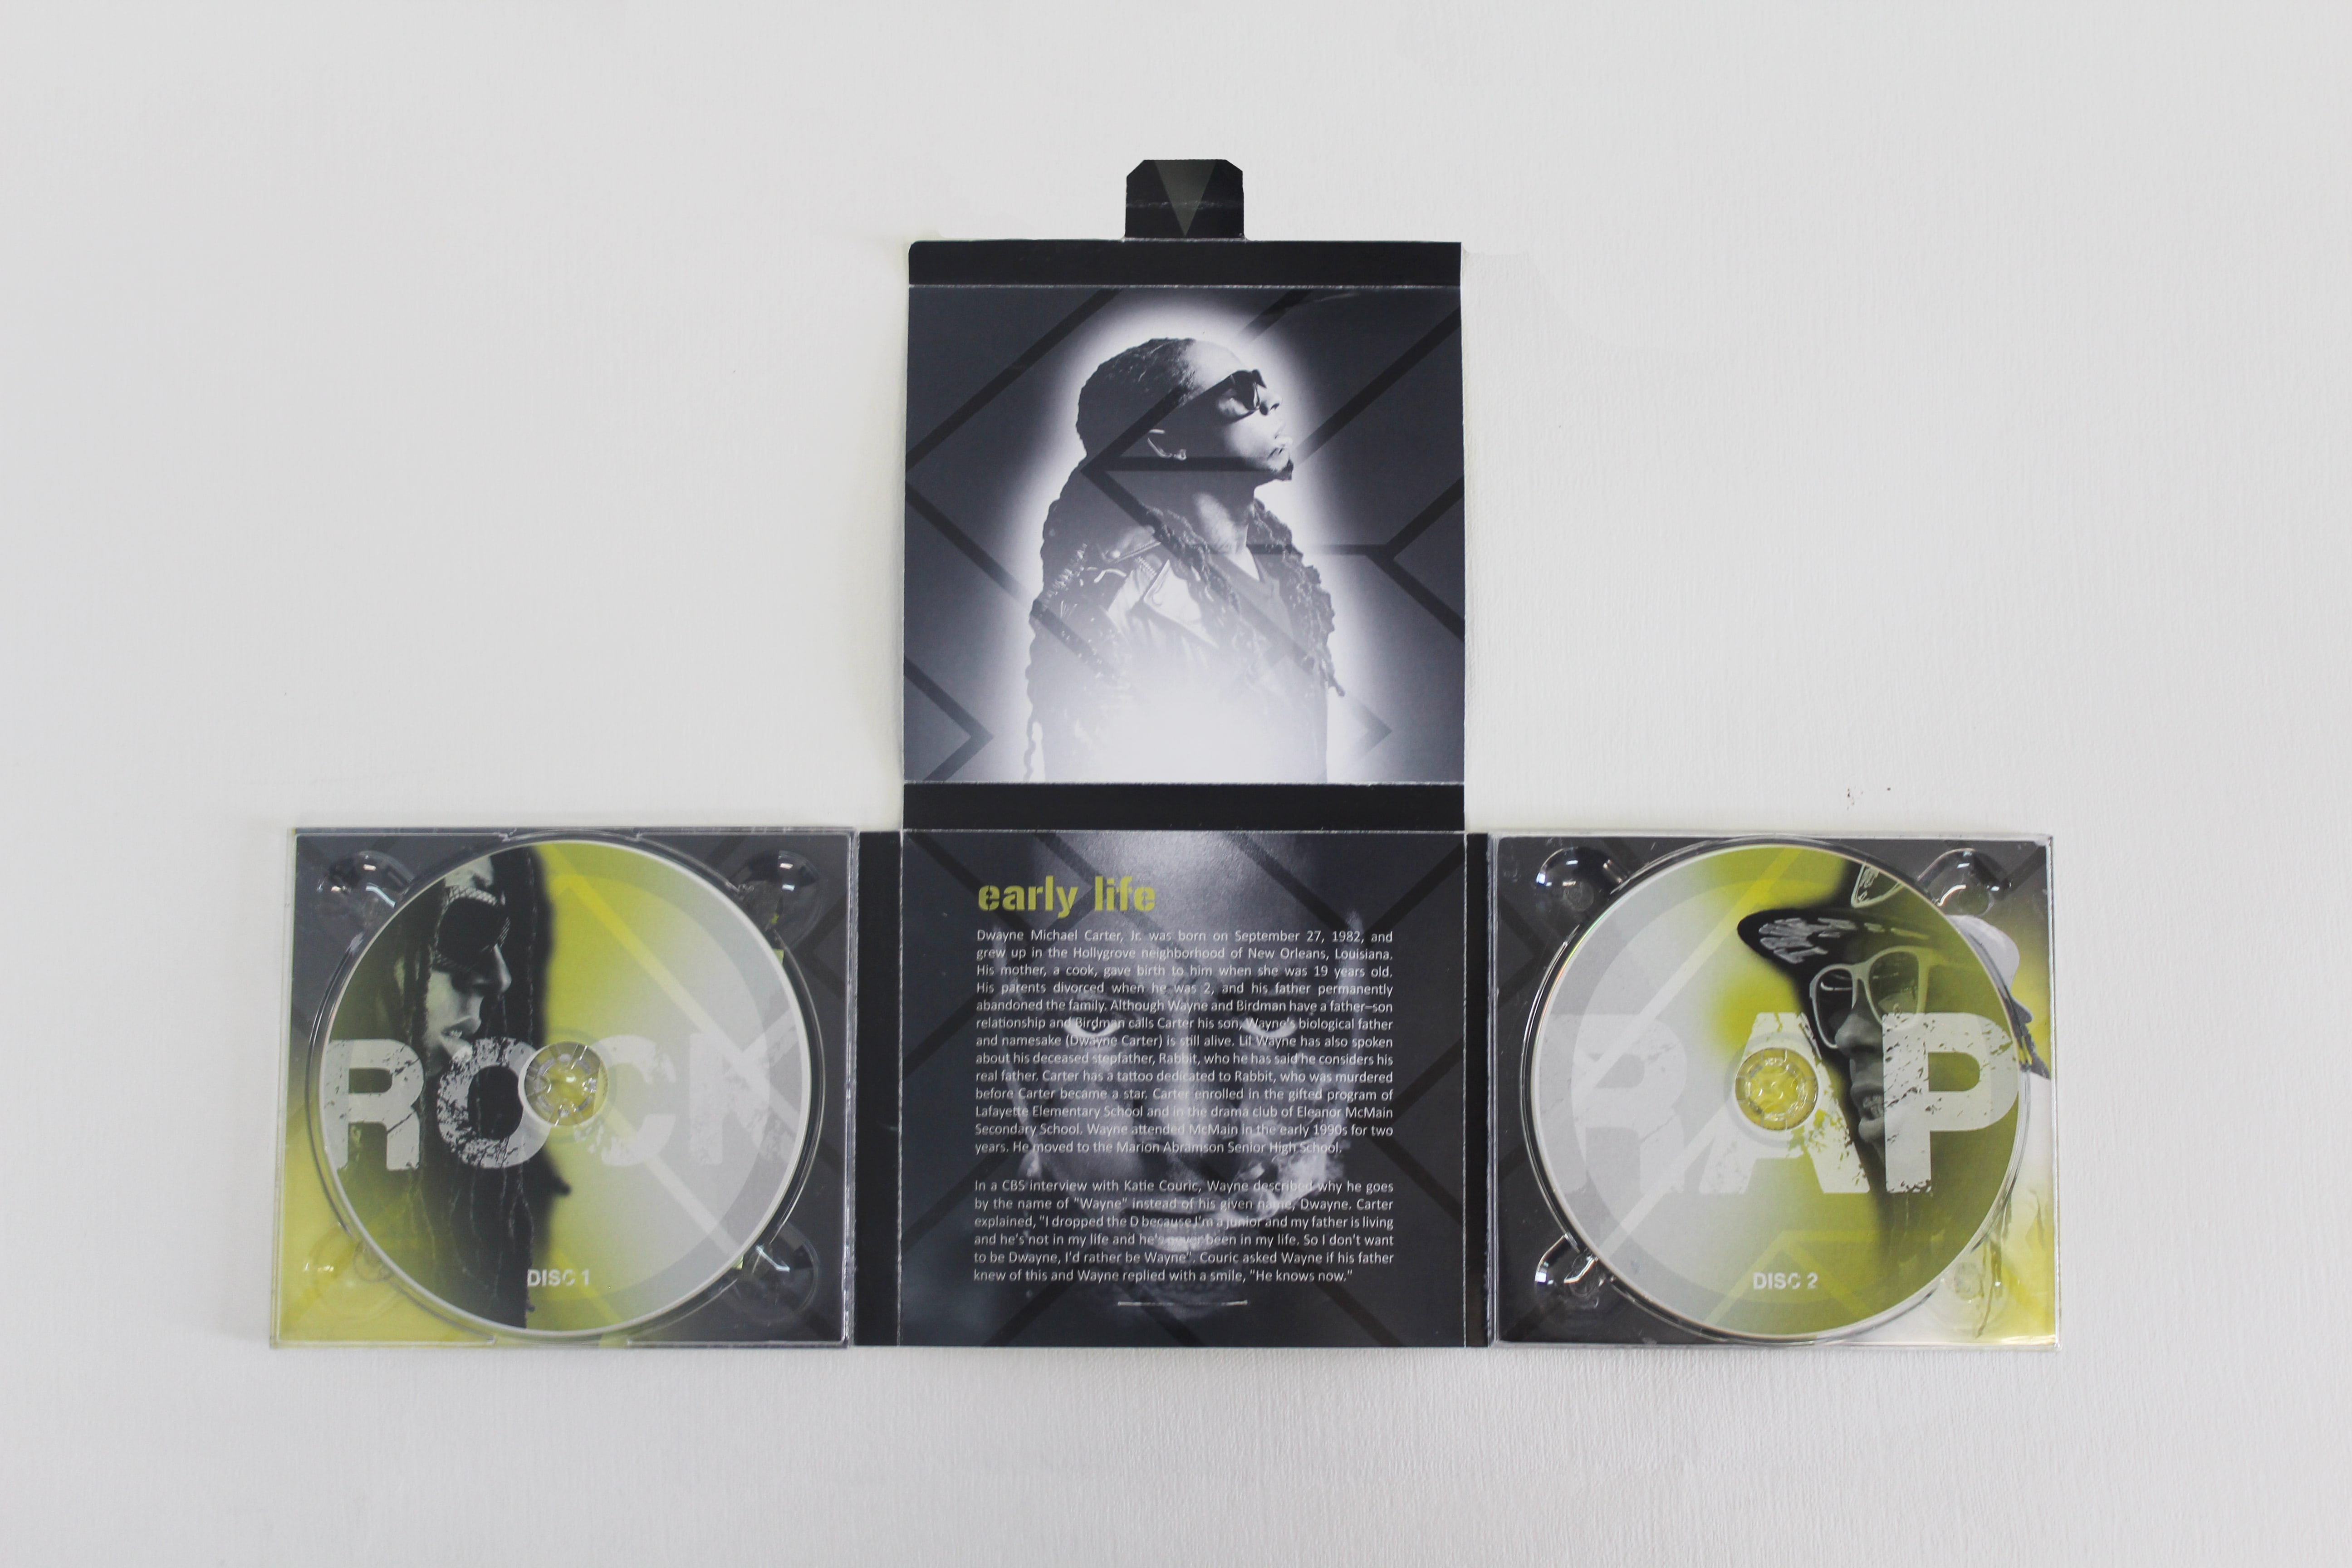 early life
Dwayne Michael Carter, Jr. was born on September 27, 1982, and
grew up in the Hollygrove neighborhood of New Orleans, Louisiana.
His mother, a cook, gave birth to him when she was 19 years old.
His parents divorced when he was 2, and his father permanently
abandoned the family. Although Wayne and Birdman have a father–son
relationship and Birdman calls Carter his son, Wayne's biological father
and namesake (Dwayne Carter) is still alive. Lil Wayne has also spoken
about his deceased stepfather, Rabbit, who he has said he considers his
real father. Carter has a tattoo dedicated to Rabbit, who was murdered
before Carter became a star. Carter enrolled in the gifted program of
Lafayette Elementary School and in the drama club of Eleanor McMain
Secondary School. Wayne attended McMain in the early 1990s for two
years. He moved to the Marion Abramson Senior High School.
In a CBS interview with Katie Couric, Wayne described why he goes
by the name of "Wayne" instead of his given name, Dwayne. Carter
explained, "I dropped the D because I'm a junior and my father is living
and he's not in my life and he's never been in my life. So I don't want
to be Dwayne, I'd rather be Wayne". Couric asked Wayne if his father
knew of this and Wayne replied with a smile, "He knows now."
ROCK
DISC 1
RAP
DISC 2